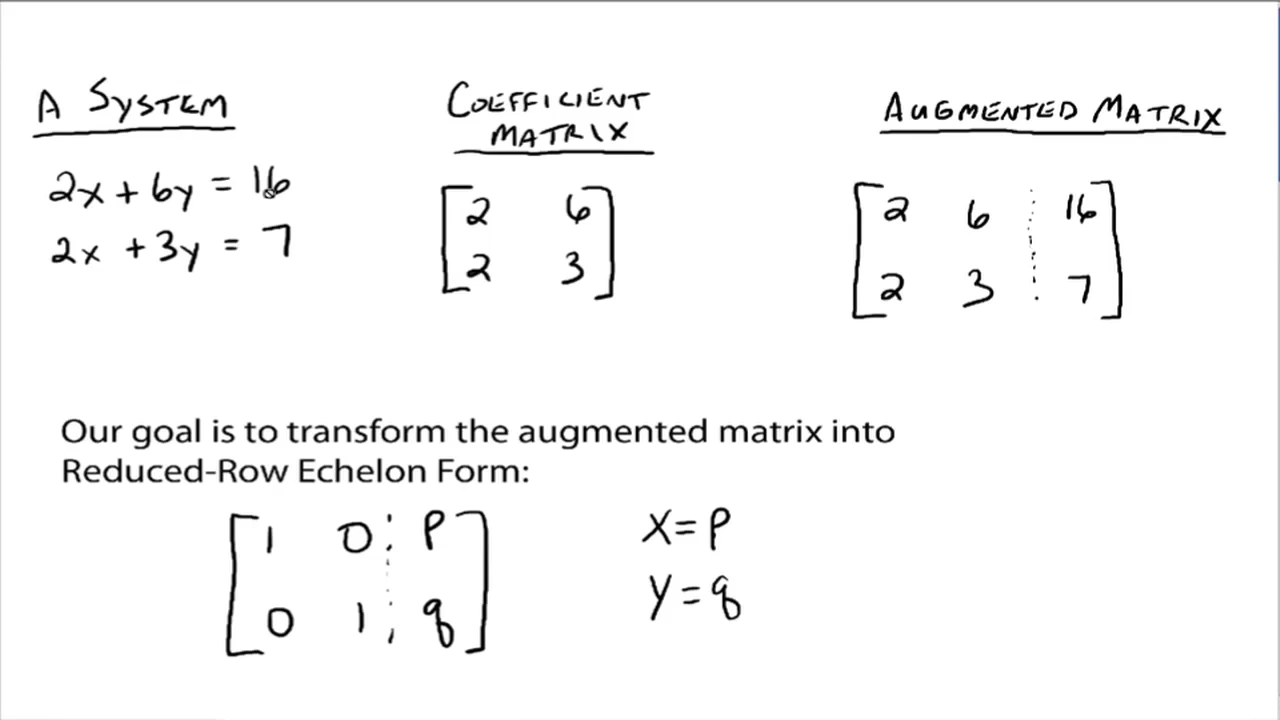 A SYSTEM
2x + 6y = 16
2x + 3y = 7
COEFFICIENT
MATRIX
2 6
2 3
AUGMENTED MATRIX
2 6 16
2 3 7
Our goal is to transform the augmented matrix into
Reduced-Row Echelon Form:
1 0 P
0 1 q
X = P
Y = q